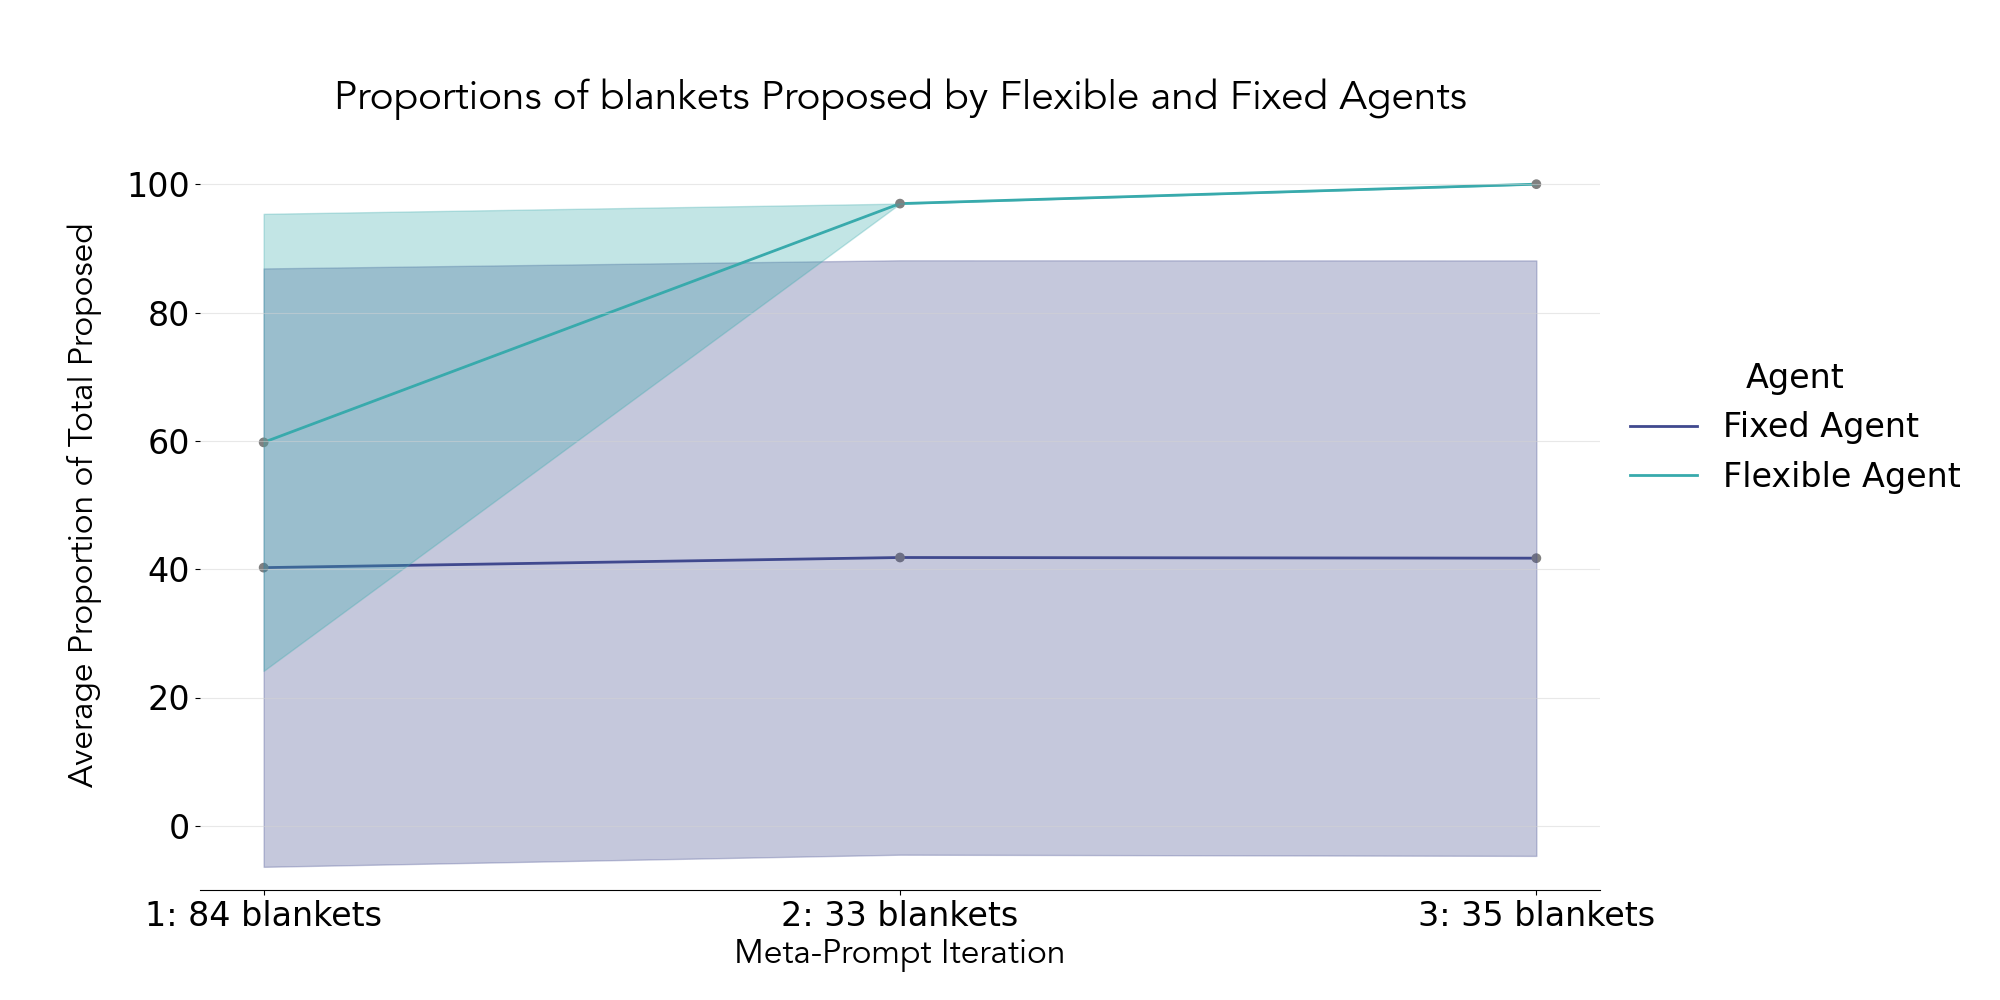 Proportions of blankets Proposed by Flexible and Fixed Agents
Average Proportion of Total Proposed
100
80
60
40
20
0
1: 84 blankets
2: 33 blankets
3: 35 blankets
Meta-Prompt Iteration
Agent
Fixed Agent
Flexible Agent